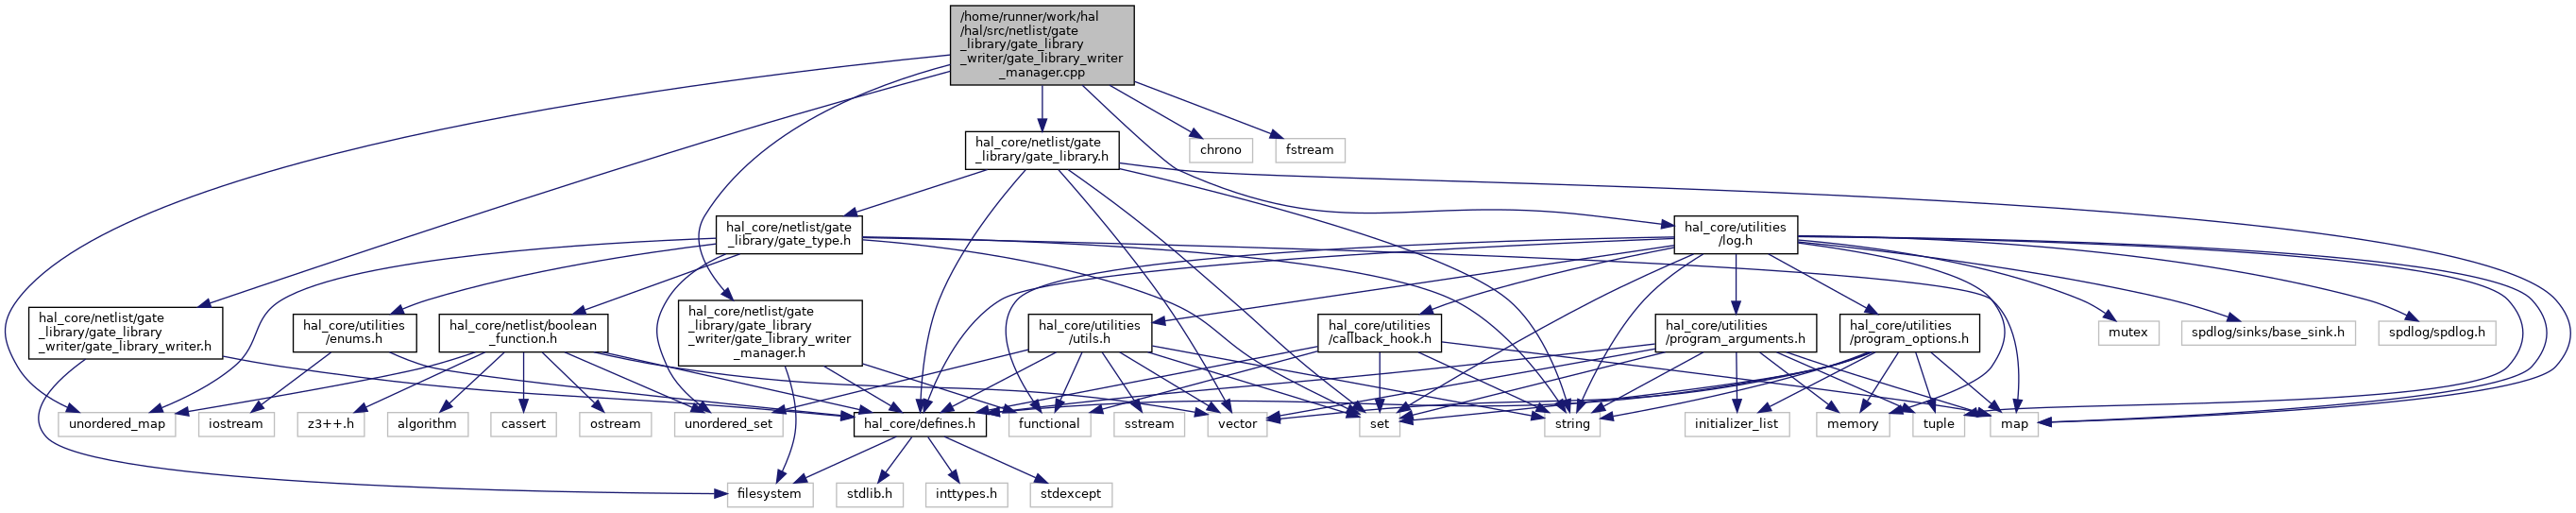 /home/runner/work/hal
/hal/src/netlist/gate
_library/gate_library
_writer/gate_library_writer
_manager.cpp
hal_core/netlist/gate
_library/gate_library.h
chrono
fstream
hal_core/netlist/gate
_library/gate_type.h
hal_core/utilities
/log.h
hal_core/netlist/gate
_library/gate_library
_writer/gate_library_writer.h
hal_core/utilities
/enums.h
hal_core/netlist/boolean
_function.h
hal_core/netlist/gate
_library/gate_library
_writer/gate_library_writer
_manager.h
hal_core/utilities
/utils.h
hal_core/utilities
/callback_hook.h
hal_core/utilities
/program_arguments.h
hal_core/utilities
/program_options.h
mutex
spdlog/sinks/base_sink.h
spdlog/spdlog.h
unordered_map
iostream
z3++.h
algorithm
cassert
ostream
unordered_set
hal_core/defines.h
functional
sstream
vector
set
string
initializer_list
memory
tuple
map
filesystem
stdlib.h
inttypes.h
stdexcept